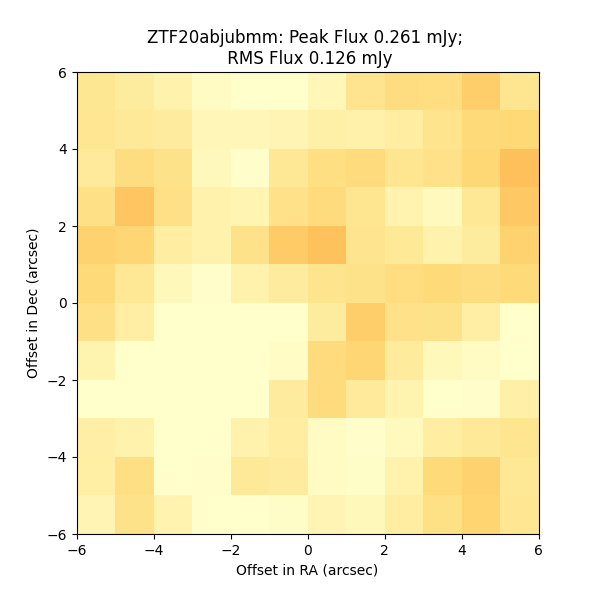 ZTF20abjubmm: Peak Flux 0.261 mJy;
RMS Flux 0.126 mJy
6
4
2
0
−2
−4
−6
Offset in Dec (arcsec)
−6 −4 −2 0 2 4 6
Offset in RA (arcsec)